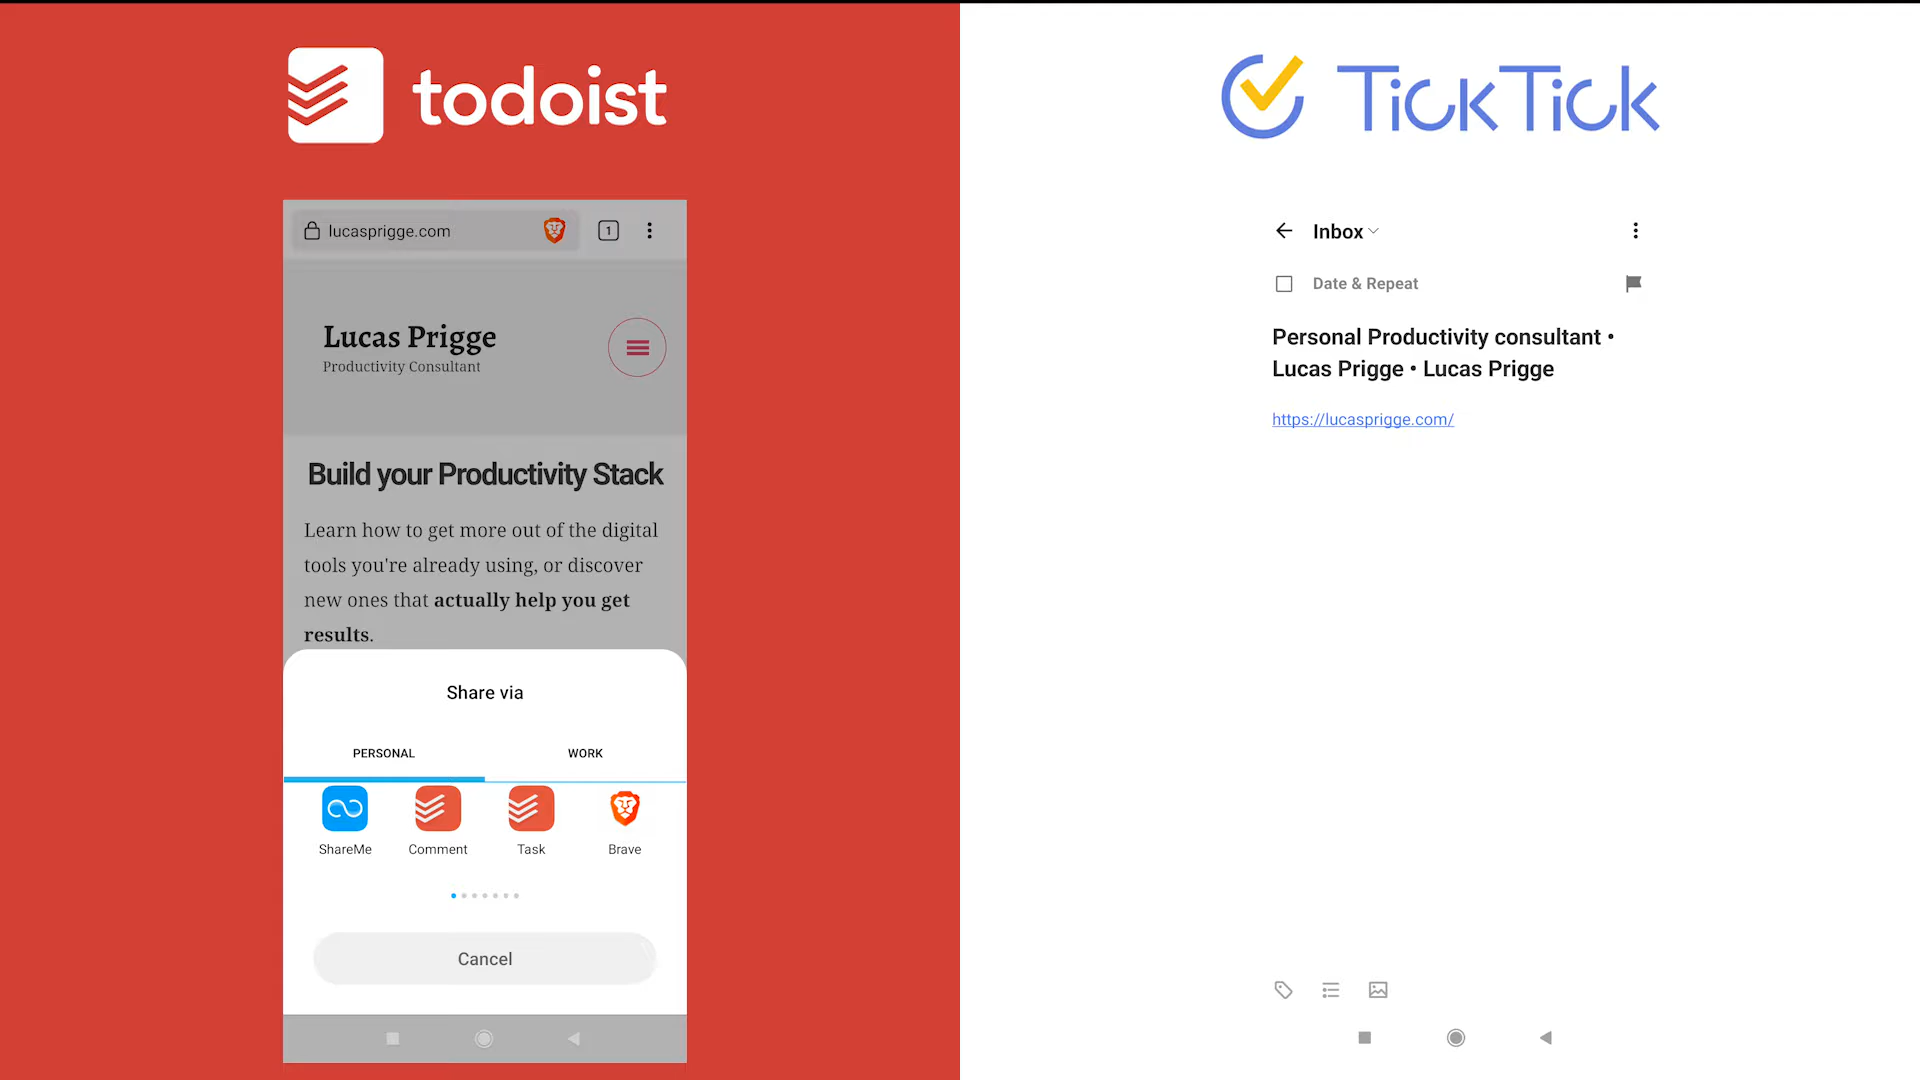 todoist
lucasprigge.com
1
Lucas Prigge
Productivity Consultant
Build your Productivity Stack
Learn how to get more out of the digital
tools you're already using, or discover
new ones that actually help you get
results.
Share via
PERSONAL
WORK
ShareMe
Comment
Task
Brave
Cancel
TickTick
Inbox
Date & Repeat
Personal Productivity consultant •
Lucas Prigge • Lucas Prigge
https://lucasprigge.com/